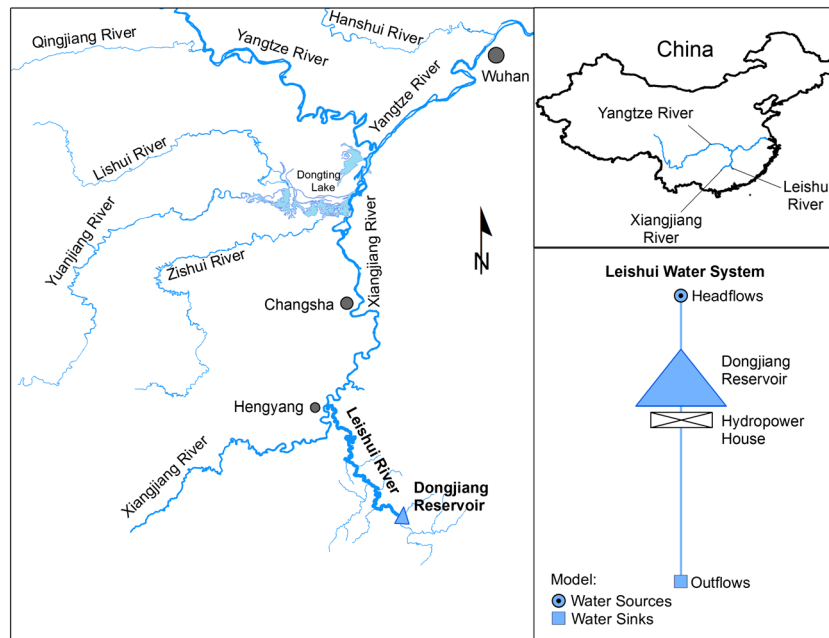 Qingjiang River
Hanshui River
Yangtze River
Wuhan
Yangtze River
Lishui River
Dongting
Lake
Yuanjiang River
Zishui River
Xiangjiang River
N
Changsha
Hengyang
Leishui River
Xiangjiang River
Dongjiang
Reservoir
China
Yangtze River
Leishui
River
Xiangjiang
River
Leishui Water System
Headflows
Dongjiang
Reservoir
Hydropower
House
Outflows
Model:
Water Sources
Water Sinks